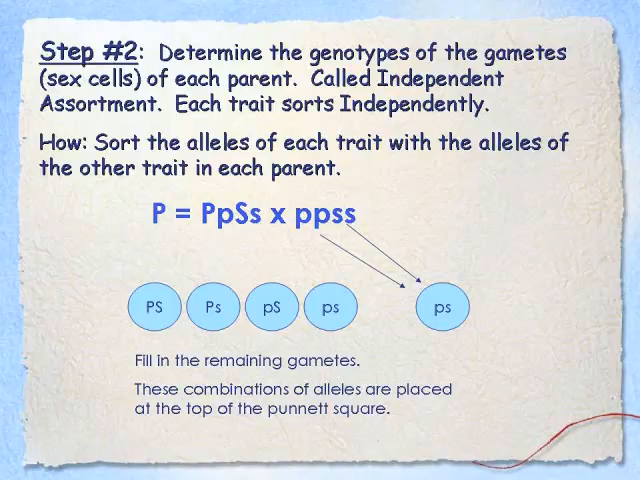 Step #2: Determine the genotypes of the gametes
(sex cells) of each parent. Called Independent
Assortment. Each trait sorts Independently.
How: Sort the alleles of each trait with the alleles of
the other trait in each parent.
P = PpSs x ppss
PS Ps pS ps ps
Fill in the remaining gametes.
These combinations of alleles are placed
at the top of the punnett square.